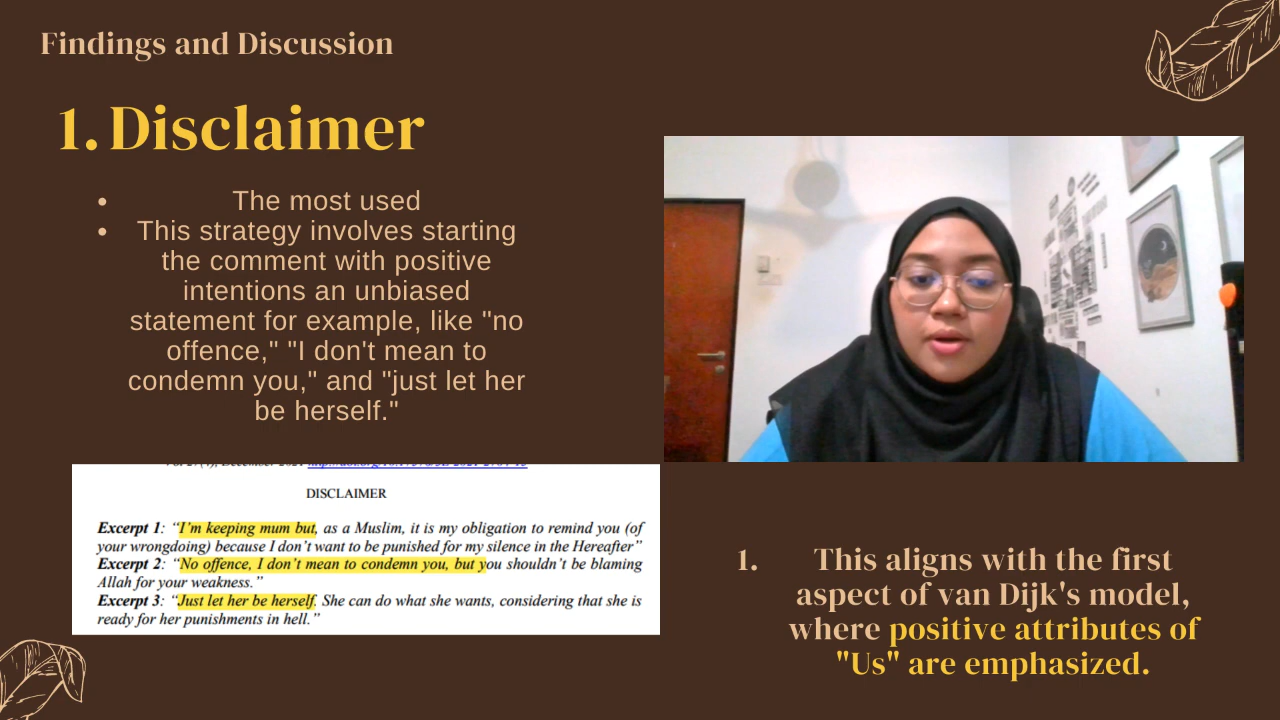 Findings and Discussion
1. Disclaimer
• The most used
• This strategy involves starting
the comment with positive
intentions an unbiased
statement for example, like "no
offence," "I don't mean to
condemn you," and "just let her
be herself."
DISCLAIMER
Excerpt 1: “I’m keeping mum but, as a Muslim, it is my obligation to remind you (of
your wrongdoing) because I don’t want to be punished for my silence in the Hereafter”
Excerpt 2: “No offence, I don’t mean to condemn you, but you shouldn’t be blaming
Allah for your weakness.”
Excerpt 3: “Just let her be herself. She can do what she wants, considering that she is
ready for her punishments in hell.”
1. This aligns with the first
aspect of van Dijk's model,
where positive attributes of
"Us" are emphasized.